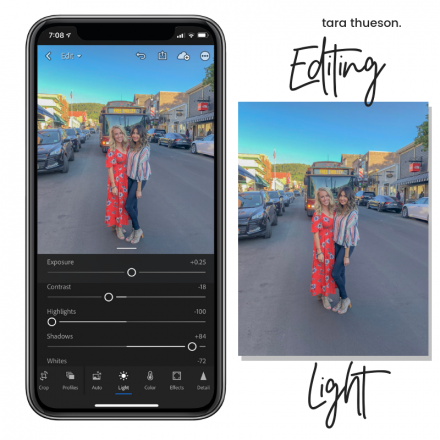 tara thueson.
Editing
7:08
Edit
Exposure +0.25
Contrast -18
Highlights -100
Shadows +84
Whites -72
Crop Profiles Auto Light Color Effects Detail
Light